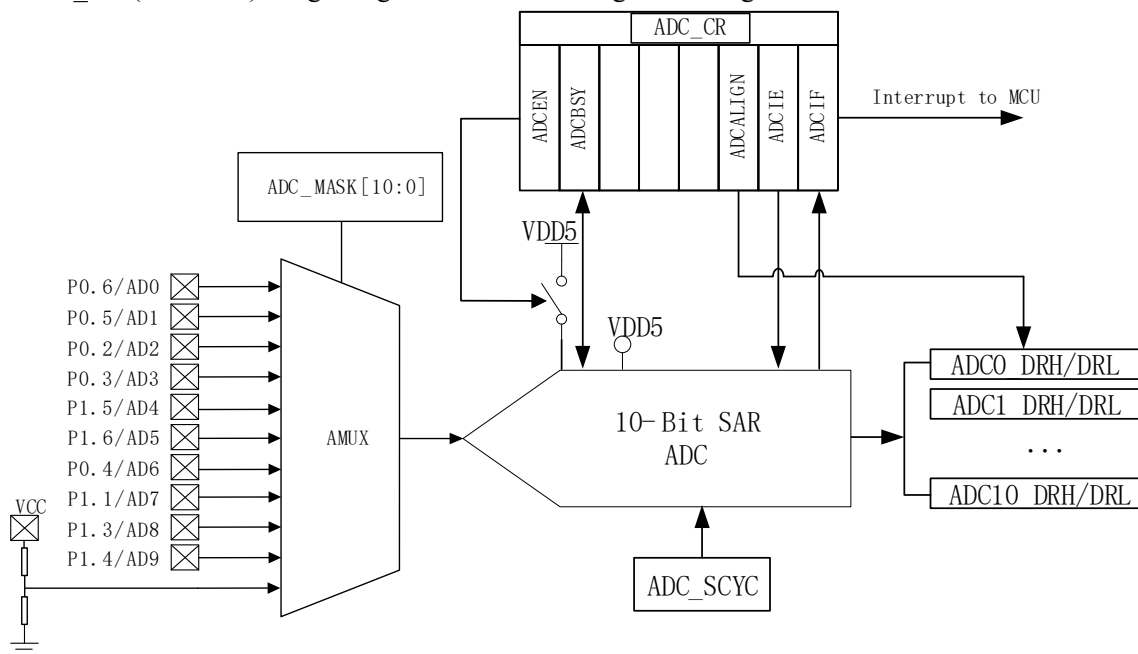 ADC_CR
ADCEN
ADCBSY
ADCALIGN
ADCIE
ADCIF
Interrupt to MCU
ADC_MASK[10:0]
VDD5
VDD5
P0.6/AD0
P0.5/AD1
P0.2/AD2
P0.3/AD3
P1.5/AD4
P1.6/AD5
P0.4/AD6
P1.1/AD7
P1.3/AD8
P1.4/AD9
VCC
AMUX
10-Bit SAR
ADC
ADC0 DRH/DRL
ADC1 DRH/DRL
...
ADC10 DRH/DRL
ADC_SCYC